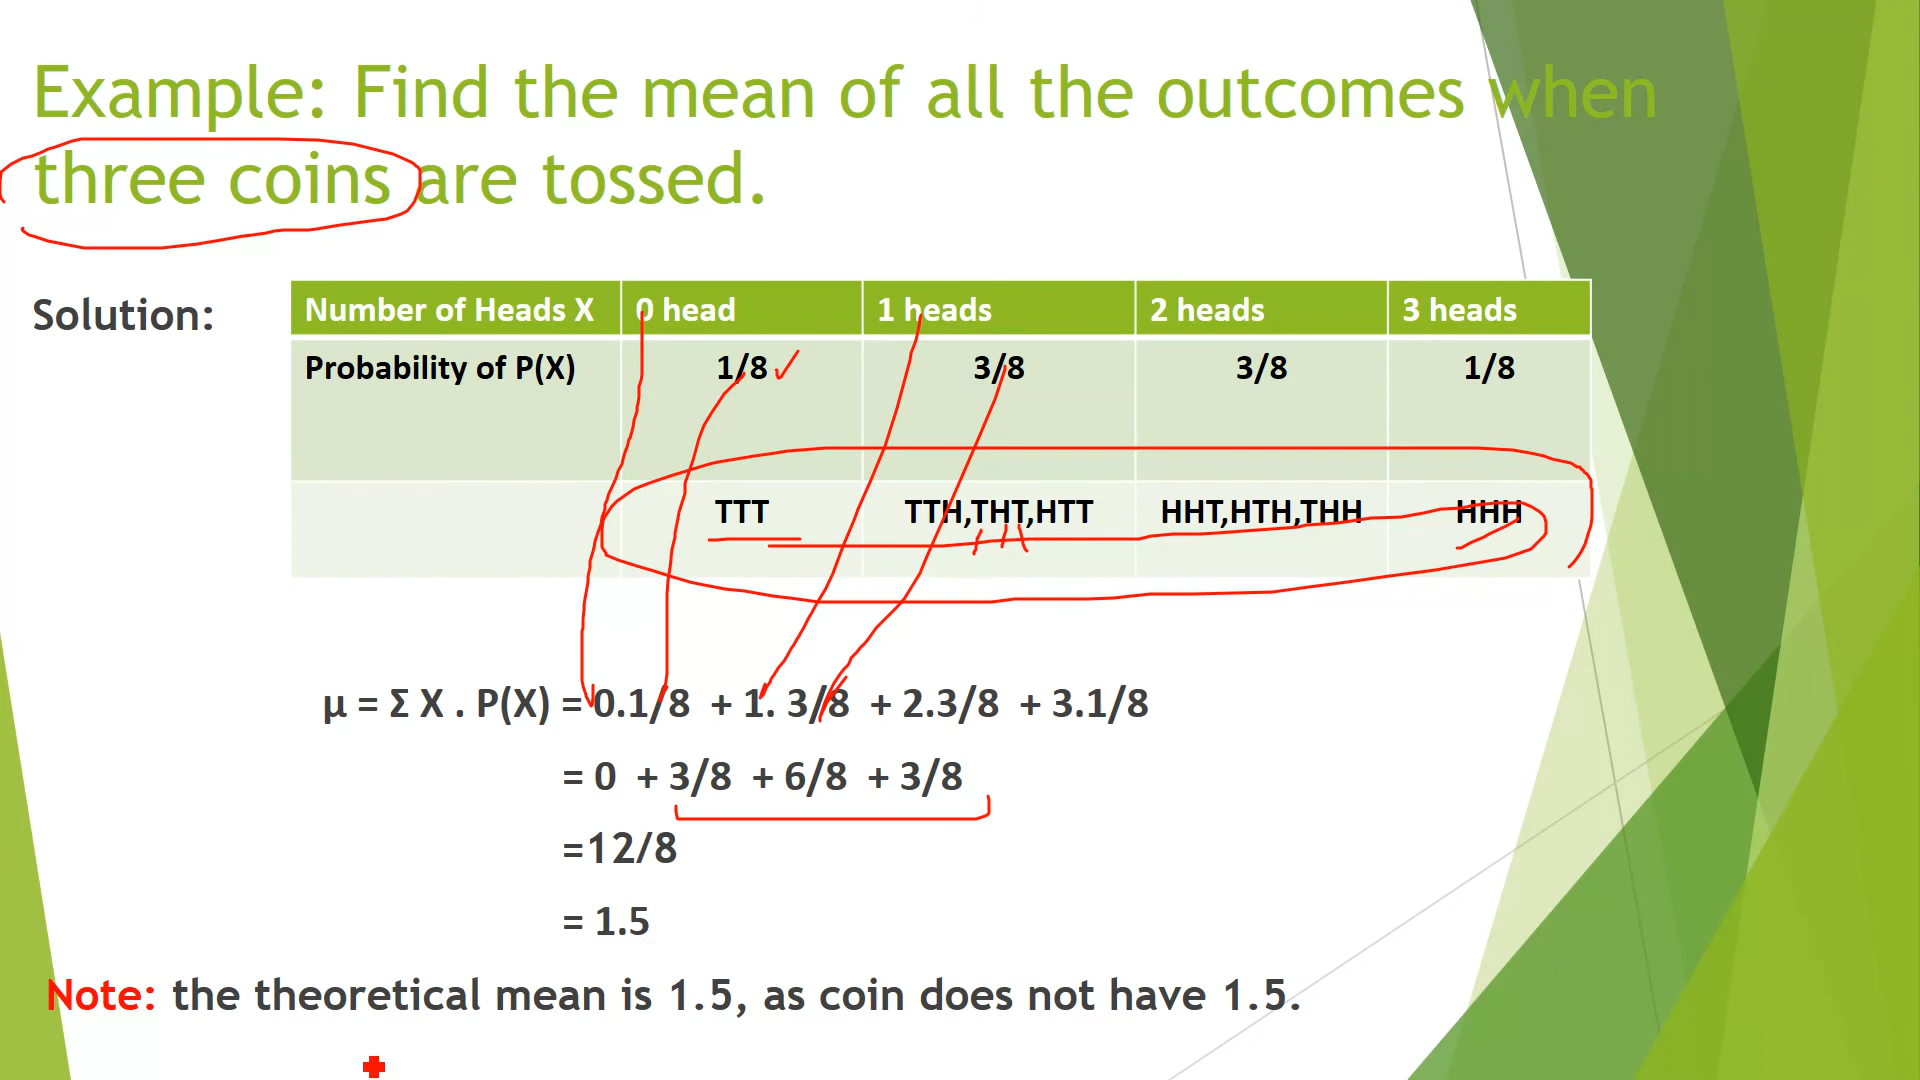 Example: Find the mean of all the outcomes when
three coins are tossed.
Solution:
Number of Heads X 0 head 1 heads 2 heads 3 heads
Probability of P(X) 1/8 3/8 3/8 1/8
TTT TTH,THT,HTT HHT,HTH,THH HHH
μ = Σ X . P(X) = 0.1/8 + 1. 3/8 + 2.3/8 + 3.1/8
= 0 + 3/8 + 6/8 + 3/8
=12/8
= 1.5
Note: the theoretical mean is 1.5, as coin does not have 1.5.